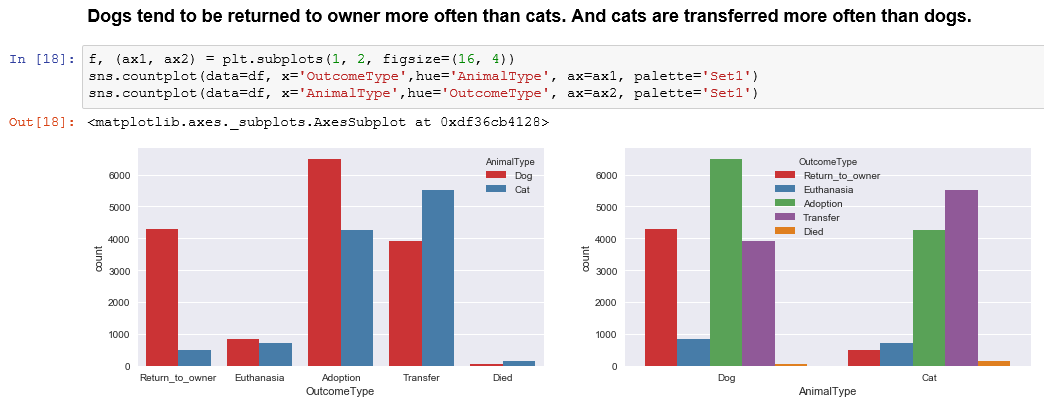 Dogs tend to be returned to owner more often than cats. And cats are transferred more often than dogs.
In [18]: f, (ax1, ax2) = plt.subplots(1, 2, figsize=(16, 4))
sns.countplot(data=df, x='OutcomeType',hue='AnimalType', ax=ax1, palette='Set1')
sns.countplot(data=df, x='AnimalType',hue='OutcomeType', ax=ax2, palette='Set1')
Out[18]: <matplotlib.axes._subplots.AxesSubplot at 0xdf36cb4128>
AnimalType
Dog
Cat
6000
5000
4000
3000
2000
1000
0
count
Return_to_owner Euthanasia Adoption Transfer Died
OutcomeType
OutcomeType
Return_to_owner
Euthanasia
Adoption
Transfer
Died
6000
5000
4000
3000
2000
1000
0
count
Dog Cat
AnimalType